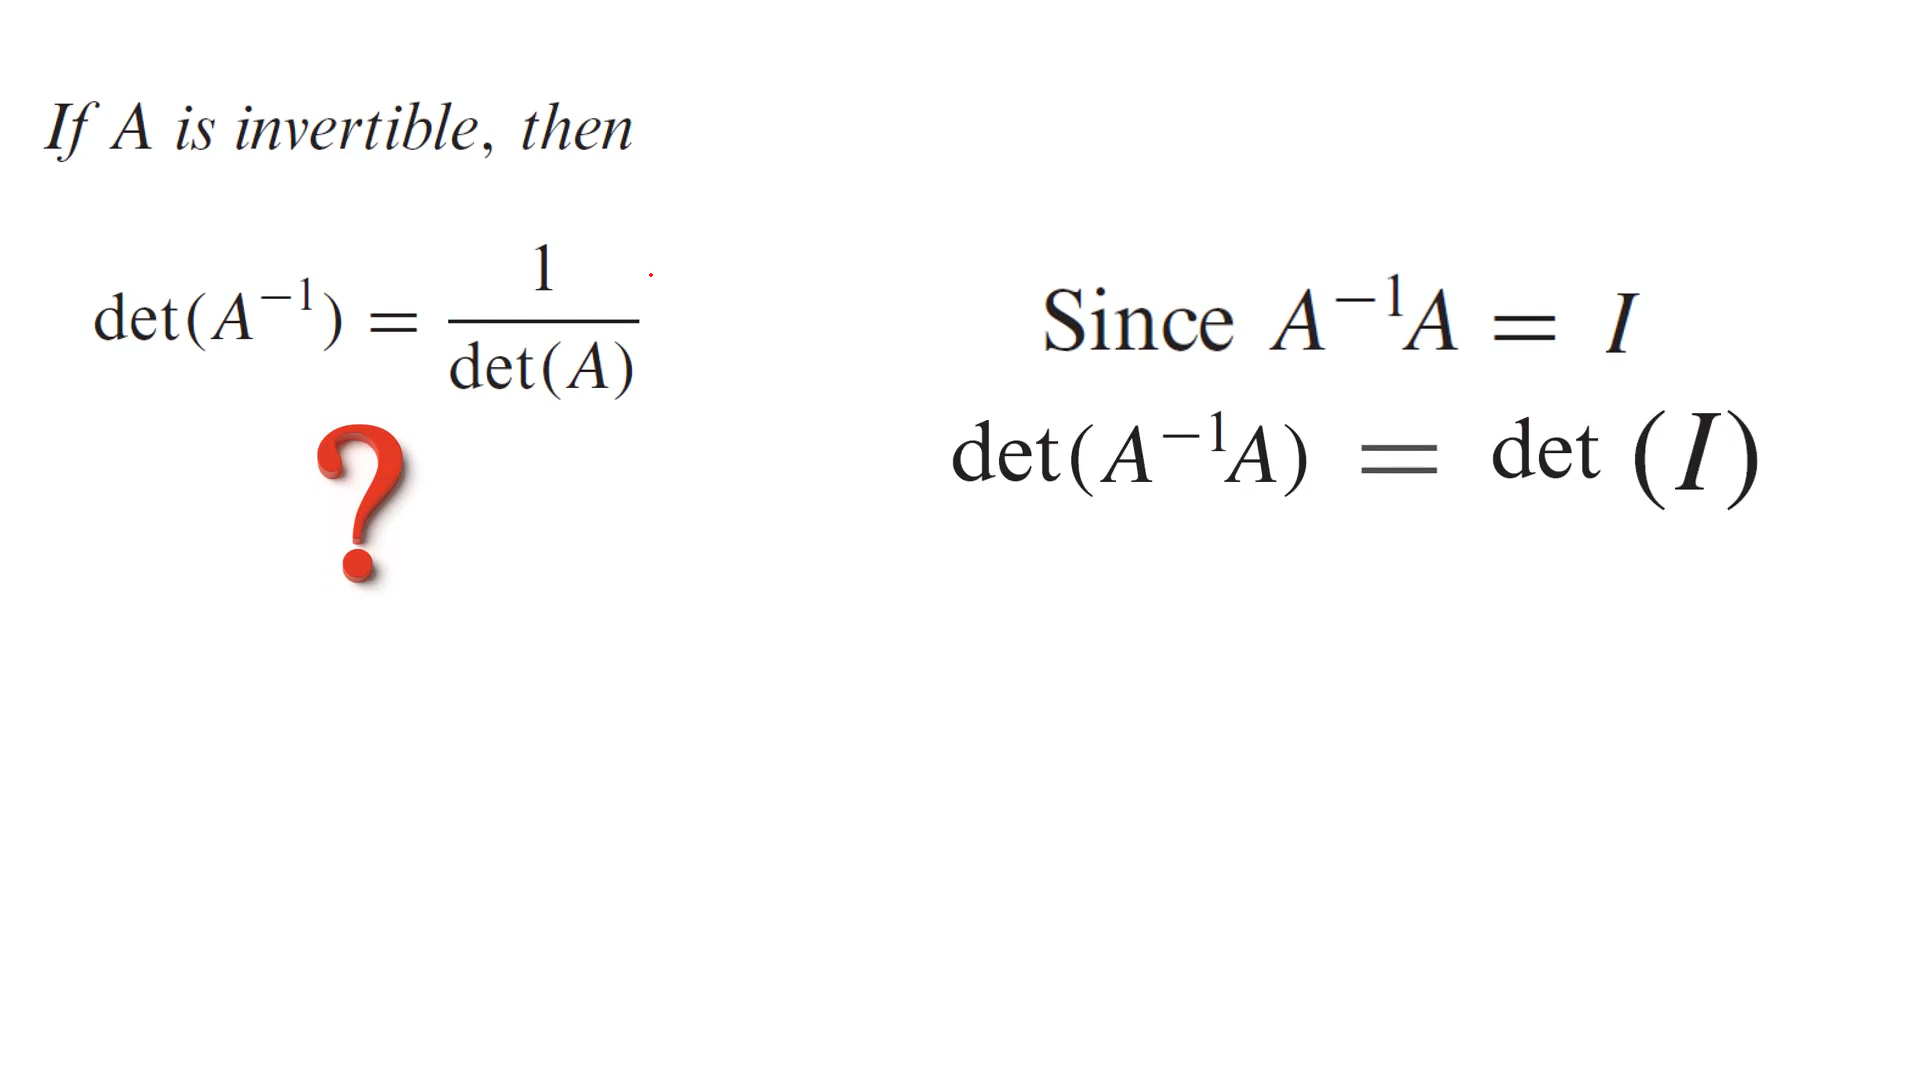 If A is invertible, then
det(A⁻¹) = 1 / det(A)
?
Since A⁻¹A = I
det(A⁻¹A) = det (I)